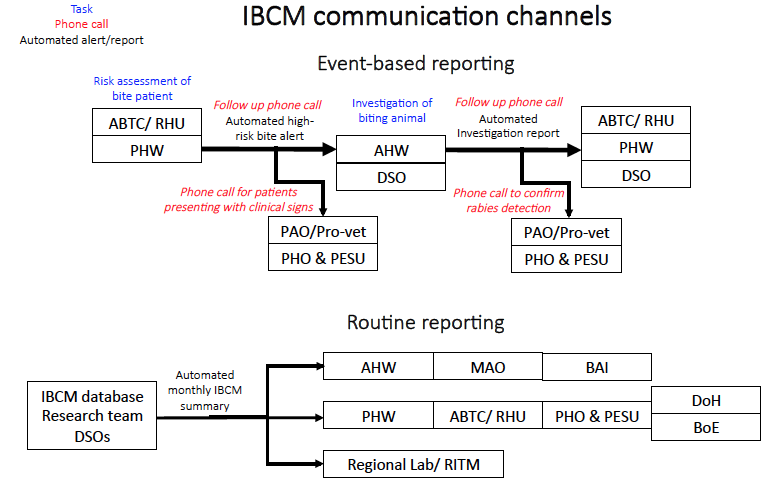 IBCM communication channels
Task
Phone call
Automated alert/report
Event-based reporting
Risk assessment of
bite patient
ABTC/ RHU
PHW
Follow up phone call
Automated high-
risk bite alert
Phone call for patients
presenting with clinical signs
PAO/Pro-vet
PHO & PESU
Investigation of
biting animal
AHW
DSO
Follow up phone call
Automated
Investigation report
Phone call to confirm
rabies detection
PAO/Pro-vet
PHO & PESU
ABTC/ RHU
PHW
DSO
Routine reporting
IBCM database
Research team
DSOs
Automated
monthly IBCM
summary
AHW MAO BAI
PHW ABTC/ RHU PHO & PESU
DoH
BoE
Regional Lab/ RITM